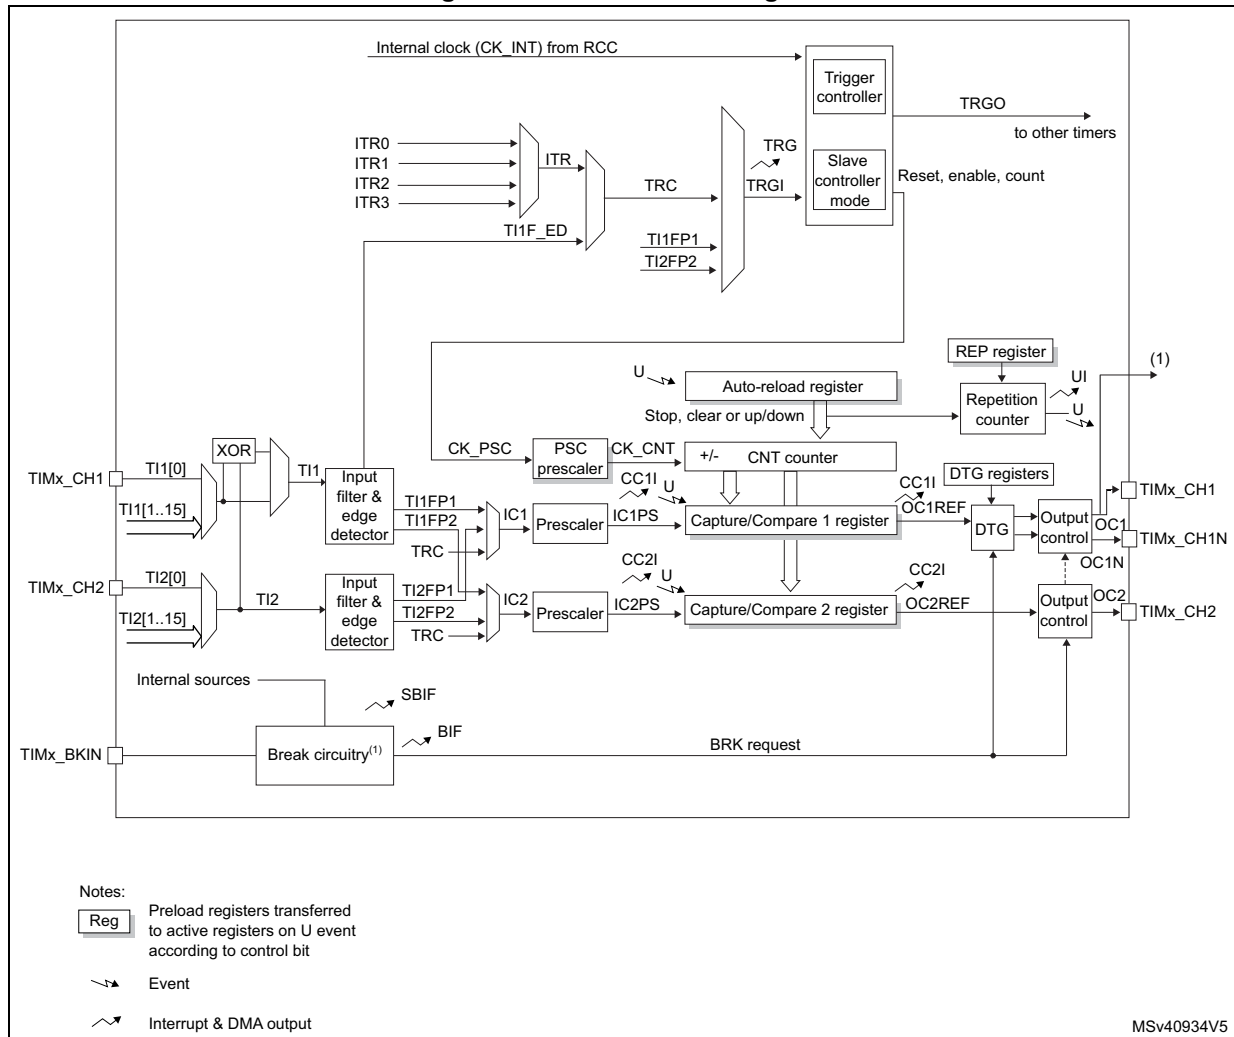 Internal clock (CK_INT) from RCC
Trigger
controller
TRGO
to other timers
ITR0
ITR1
ITR2
ITR3
ITR
TRC
TRG
TRGI
Slave
controller
mode
Reset, enable, count
TI1F_ED
TI1FP1
TI2FP2
REP register
(1)
U
Auto-reload register
Stop, clear or up/down
Repetition
counter
UI
U
XOR
CK_PSC
PSC
prescaler
CK_CNT
+/-
CNT counter
DTG registers
TIMx_CH1
TI1[0]
TI1[1..15]
TI1
Input
filter &
edge
detector
TI1FP1
TI1FP2
TRC
IC1
Prescaler
IC1PS
CC1I
U
Capture/Compare 1 register
CC1I
OC1REF
DTG
Output
control
OC1
TIMx_CH1
TIMx_CH1N
OC1N
TIMx_CH2
TI2[0]
TI2[1..15]
TI2
Input
filter &
edge
detector
TI2FP1
TI2FP2
TRC
IC2
Prescaler
IC2PS
CC2I
U
Capture/Compare 2 register
CC2I
OC2REF
Output
control
OC2
TIMx_CH2
Internal sources
SBIF
TIMx_BKIN
Break circuitry(1)
BIF
BRK request
Notes:
Reg
Preload registers transferred
to active registers on U event
according to control bit
Event
Interrupt & DMA output
MSv40934V5